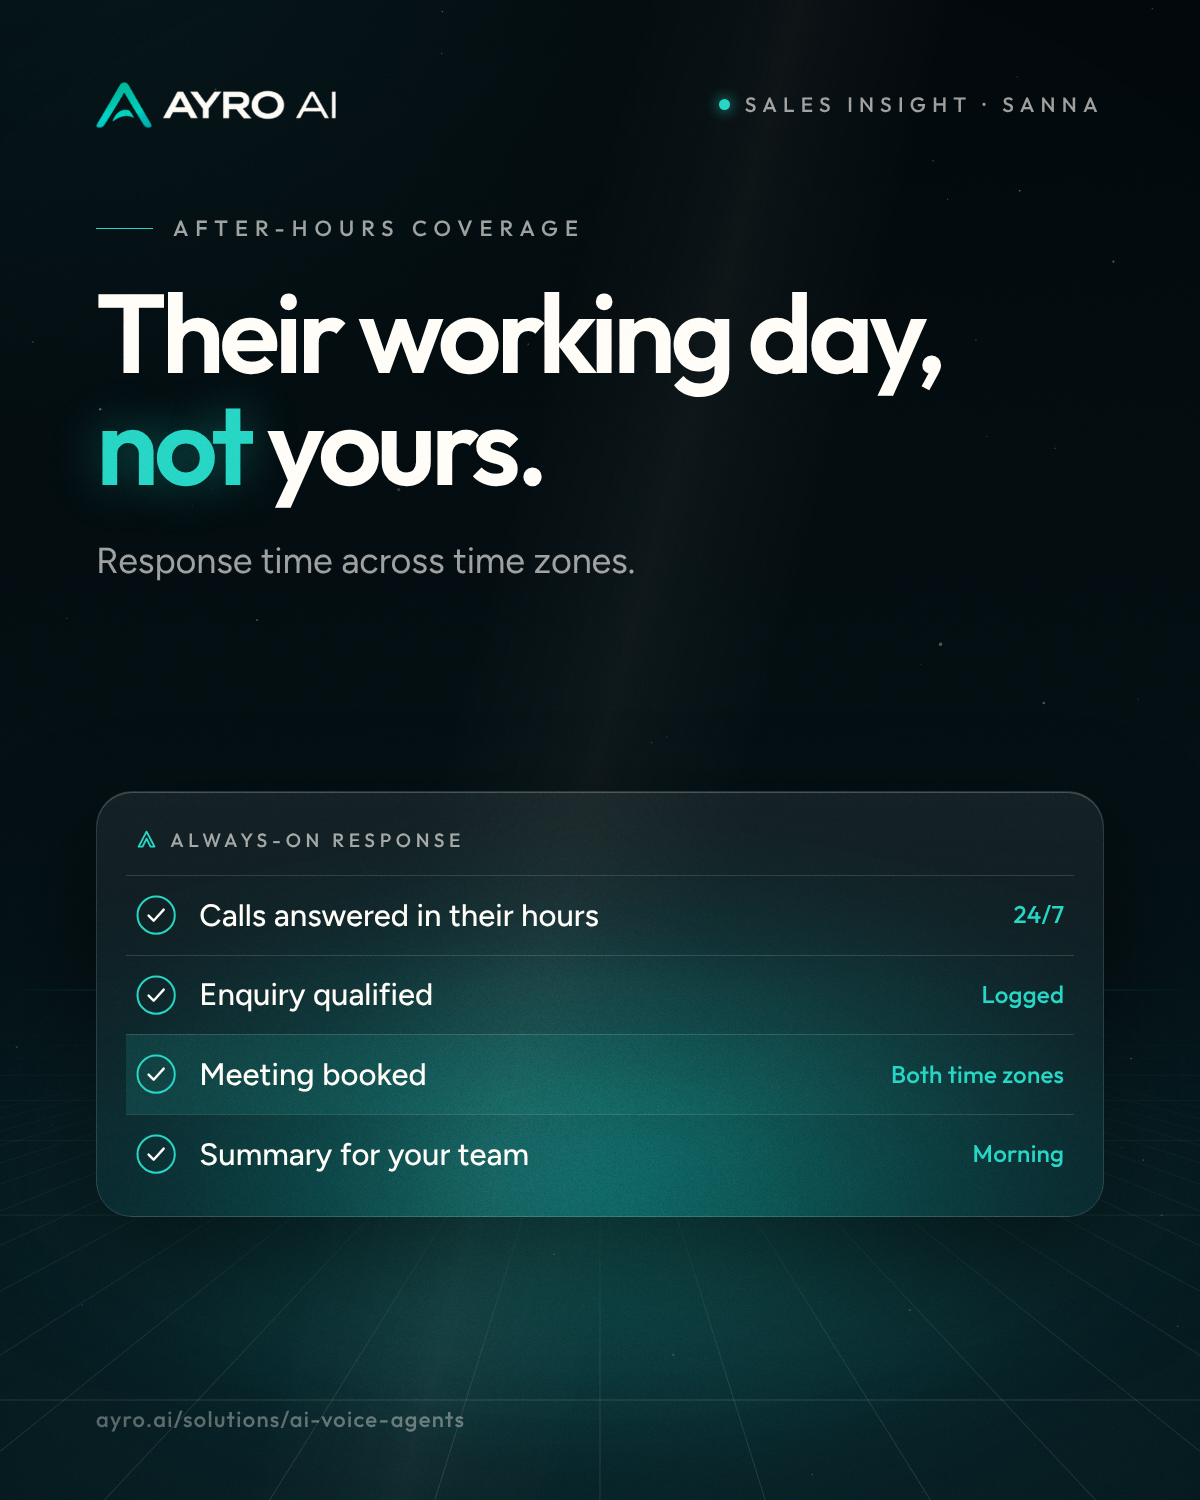 AYRO AI
SALES INSIGHT · SANNA
AFTER-HOURS COVERAGE
Their working day,
not yours.
Response time across time zones.
ALWAYS-ON RESPONSE
Calls answered in their hours 24/7
Enquiry qualified Logged
Meeting booked Both time zones
Summary for your team Morning
ayro.ai/solutions/ai-voice-agents